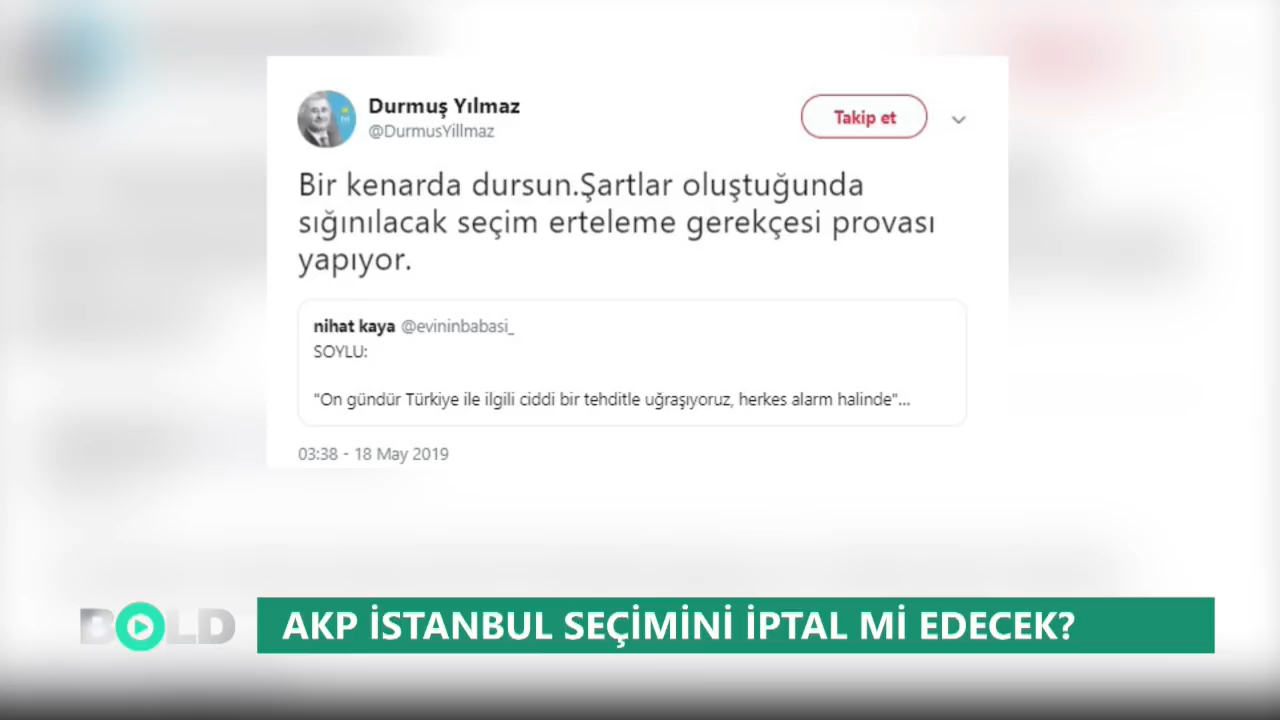 Durmuş Yılmaz
@DurmusYillmaz
Takip et
Bir kenarda dursun.Şartlar oluştuğunda
sığınılacak seçim erteleme gerekçesi provası
yapıyor.
nihat kaya @evininbabasi_
SOYLU:
"On gündür Türkiye ile ilgili ciddi bir tehditle uğraşıyoruz, herkes alarm halinde"...
03:38 - 18 May 2019
BOLD
AKP İSTANBUL SEÇİMİNİ İPTAL Mİ EDECEK?